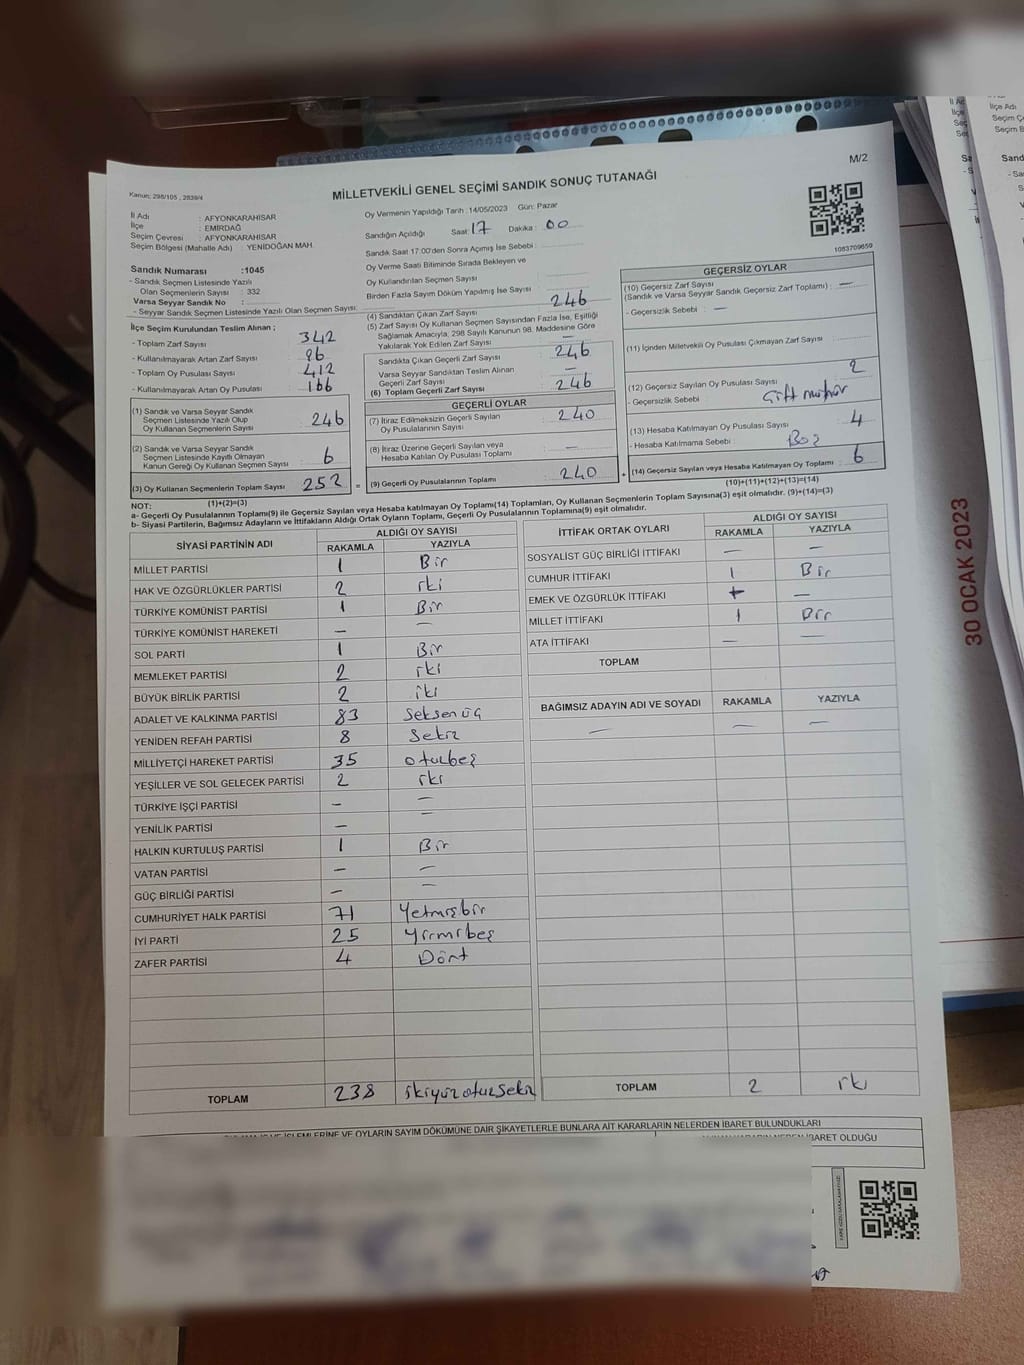 M/2
Kanun: 298/105 , 2839/4
MİLLETVEKİLİ GENEL SEÇİMİ SANDIK SONUÇ TUTANAĞI
İl Adı : AFYONKARAHİSAR
İlçe : EMİRDAĞ
Seçim Çevresi : AFYONKARAHİSAR
Seçim Bölgesi (Mahalle Adı) : YENİDOĞAN MAH.
Sandık Numarası :1045
- Sandık Seçmen Listesinde Yazılı
Olan Seçmenlerin Sayısı : 332
Varsa Seyyar Sandık No :
- Seyyar Sandık Seçmen Listesinde Yazılı Olan Seçmen Sayısı:
Oy Vermenin Yapıldığı Tarih :14/05/2023 Gün: Pazar
Sandığın Açıldığı Saat: 17 Dakika : 00
Sandık Saat 17:00'den Sonra Açılmış İse Sebebi :
Oy Verme Saati Bitiminde Sırada Bekleyen ve
Oy Kullandırılan Seçmen Sayısı
Birden Fazla Sayım Döküm Yapılmış İse Sayısı
1083709659
İlçe Seçim Kurulundan Teslim Alınan ;
- Toplam Zarf Sayısı 342
- Kullanılmayarak Artan Zarf Sayısı 96
- Toplam Oy Pusulası Sayısı 412
- Kullanılmayarak Artan Oy Pusulası : 166
(1) Sandık ve Varsa Seyyar Sandık
Seçmen Listesinde Yazılı Olup
Oy Kullanan Seçmenlerin Sayısı 246
(2) Sandık ve Varsa Seyyar Sandık
Seçmen Listesinde Kayıtlı Olmayan
Kanun Gereği Oy Kullanan Seçmen Sayısı : 6
(3) Oy Kullanan Seçmenlerin Toplam Sayısı 252 =
(1)+(2)=(3)
(4) Sandıktan Çıkan Zarf Sayısı 246
(5) Zarf Sayısı Oy Kullanan Seçmen Sayısından Fazla İse, Eşitliği
Sağlamak Amacıyla, 298 Sayılı Kanunun 98. Maddesine Göre
Yakılarak Yok Edilen Zarf Sayısı —
Sandıkta Çıkan Geçerli Zarf Sayısı 246
Varsa Seyyar Sandıktan Teslim Alınan
Geçerli Zarf Sayısı —
(6) Toplam Geçerli Zarf Sayısı 246
GEÇERLİ OYLAR
(7) İtiraz Edilmeksizin Geçerli Sayılan
Oy Pusulalarının Sayısı 240
(8) İtiraz Üzerine Geçerli Sayılan veya
Hesaba Katılan Oy Pusulası Toplamı —
(9) Geçerli Oy Pusulalarının Toplamı 240 +
GEÇERSİZ OYLAR
(10) Geçersiz Zarf Sayısı
(Sandık ve Varsa Seyyar Sandık Geçersiz Zarf Toplamı) : —
- Geçersizlik Sebebi : —
(11) İçinden Milletvekili Oy Pusulası Çıkmayan Zarf Sayısı
(12) Geçersiz Sayılan Oy Pusulası Sayısı 2
- Geçersizlik Sebebi Çift mühür
(13) Hesaba Katılmayan Oy Pusulası Sayısı 4
- Hesaba Katılmama Sebebi : Boş
(14) Geçersiz Sayılan veya Hesaba Katılmayan Oy Toplamı 6
(10)+(11)+(12)+(13)=(14)
NOT:
a- Geçerli Oy Pusulalarının Toplamı(9) ile Geçersiz Sayılan veya Hesaba katılmayan Oy Toplamı(14) Toplamları, Oy Kullanan Seçmenlerin Toplam Sayısına(3) eşit olmalıdır. (9)+(14)=(3)
b- Siyasi Partilerin, Bağımsız Adayların ve İttifakların Aldığı Ortak Oyların Toplamı, Geçerli Oy Pusulalarının Toplamına(9) eşit olmalıdır.
SİYASİ PARTİNİN ADI ALDIĞI OY SAYISI
RAKAMLA YAZIYLA
MİLLET PARTİSİ 1 Bir
HAK VE ÖZGÜRLÜKLER PARTİSİ 2 iki
TÜRKİYE KOMÜNİST PARTİSİ 1 Bir
TÜRKİYE KOMÜNİST HAREKETİ — —
SOL PARTİ 1 Bir
MEMLEKET PARTİSİ 2 iki
BÜYÜK BİRLİK PARTİSİ 2 iki
ADALET VE KALKINMA PARTİSİ 83 Seksenüç
YENİDEN REFAH PARTİSİ 8 Sekiz
MİLLİYETÇİ HAREKET PARTİSİ 35 otuzbeş
YEŞİLLER VE SOL GELECEK PARTİSİ 2 iki
TÜRKİYE İŞÇİ PARTİSİ — —
YENİLİK PARTİSİ — —
HALKIN KURTULUŞ PARTİSİ 1 Bir
VATAN PARTİSİ — —
GÜÇ BİRLİĞİ PARTİSİ — —
CUMHURİYET HALK PARTİSİ 71 Yetmişbir
İYİ PARTİ 25 Yirmibeş
ZAFER PARTİSİ 4 Dört
TOPLAM 238 ikiyüzotuzsekiz
İTTİFAK ORTAK OYLARI ALDIĞI OY SAYISI
RAKAMLA YAZIYLA
SOSYALİST GÜÇ BİRLİĞİ İTTİFAKI — —
CUMHUR İTTİFAKI 1 Bir
EMEK VE ÖZGÜRLÜK İTTİFAKI —
MİLLET İTTİFAKI 1 Bir
ATA İTTİFAKI — —
TOPLAM
BAĞIMSIZ ADAYIN ADI VE SOYADI RAKAMLA YAZIYLA
— — —
TOPLAM 2 iki
İŞLEMLERİNE VE OYLARIN SAYIM DÖKÜMÜNE DAİR ŞİKAYETLERLE BUNLARA AİT KARARLARIN NELERDEN İBARET BULUNDUKLARI
İBARET OLDUĞU
30 OCAK 2023
İlçe Adı